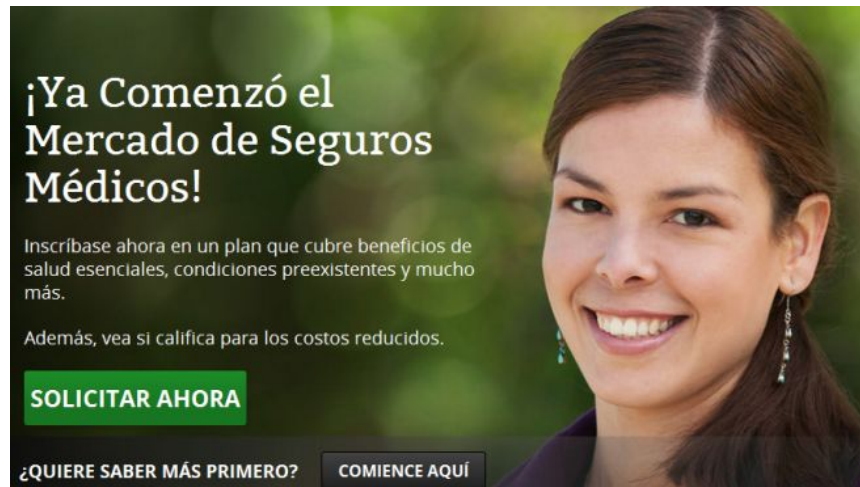 ¡Ya Comenzó el
Mercado de Seguros
Médicos!
Inscríbase ahora en un plan que cubre beneficios de
salud esenciales, condiciones preexistentes y mucho
más.
Además, vea si califica para los costos reducidos.
SOLICITAR AHORA
¿QUIERE SABER MÁS PRIMERO? COMIENCE AQUÍ